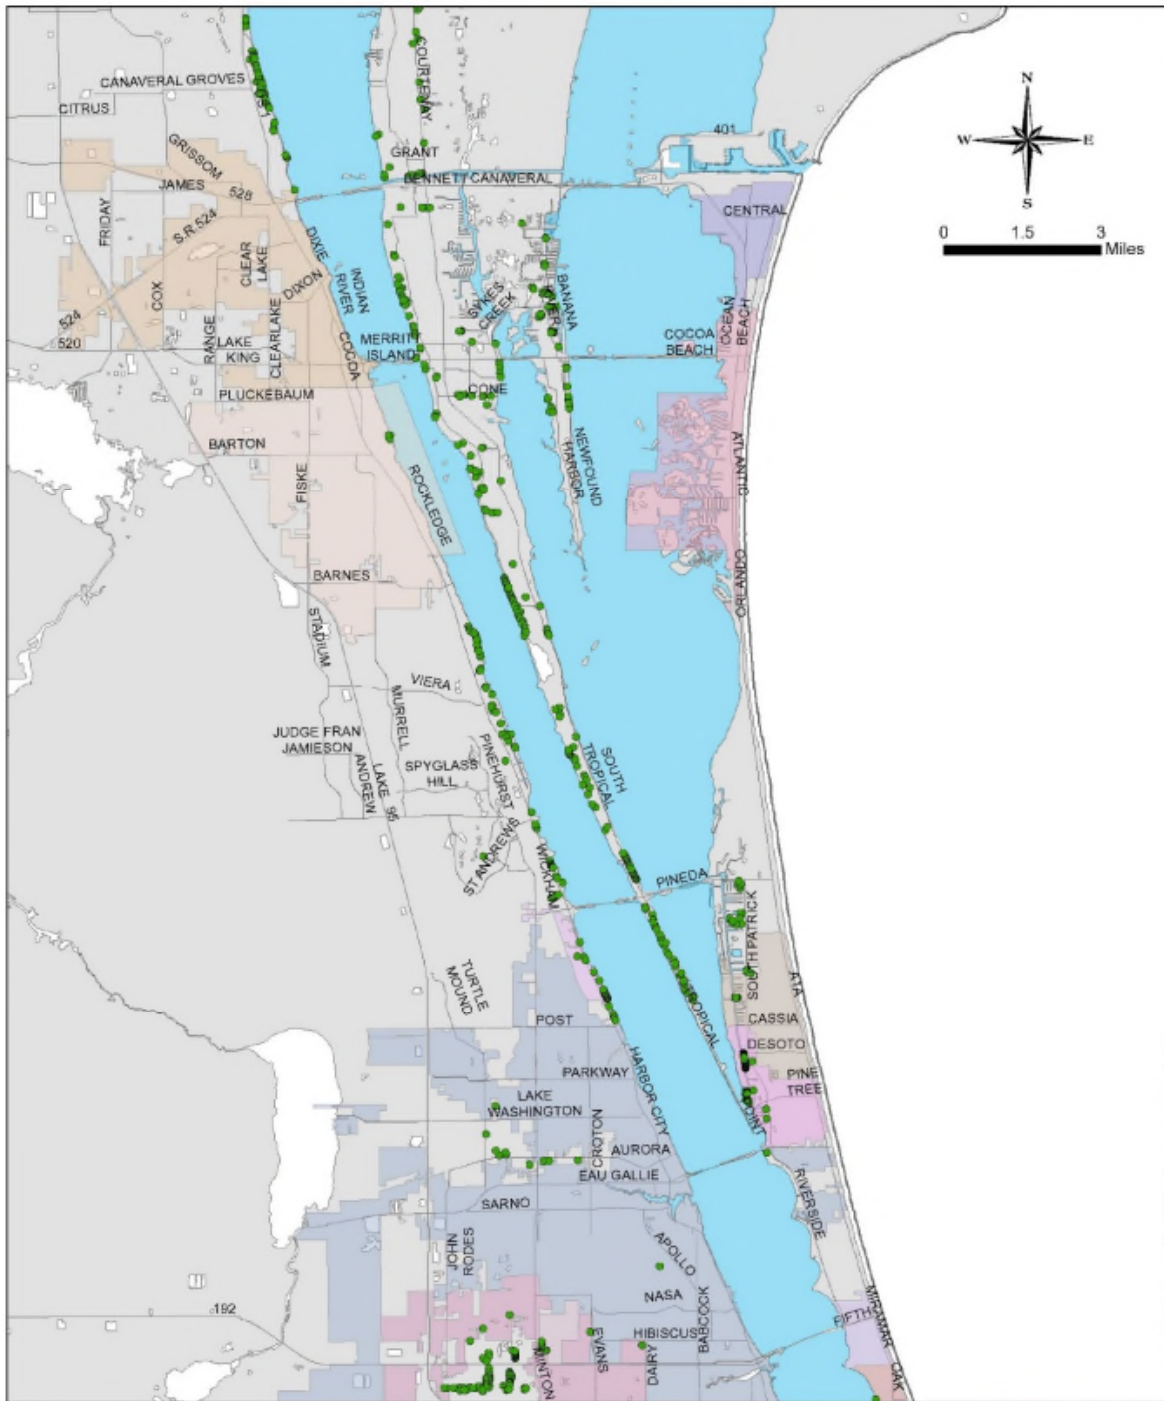 COURTENAY
CANAVERAL GROVES
US 1
CITRUS
N
401
W E
GRISSOM
GRANT
S
JAMES
528
BENNETT CANAVERAL
FRIDAY
S.R. 524
CENTRAL
0 1.5 3
Miles
DIXIE
CLEAR
LAKE
COX
DIXON
INDIAN
RIVER
SYKES
CREEK
BANANA
RIVER
OCEAN
BEACH
524
520
RANGE
LAKE
KING
CLEARLAKE
COCOA
MERRITT
ISLAND
COCOA
BEACH
PLUCKEBAUM
CONE
BARTON
FISKE
ROCKLEDGE
NEWFOUND
HARBOR
ATLANTIC
BARNES
ORLANDO
STADIUM
VIERA
MURRELL
JUDGE FRAN
JAMIESON
LAKE
ANDREW
95
SPYGLASS
HILL
PINEHURST
SOUTH
TROPICAL
ST ANDREWS
WICKHAM
PINEDA
SOUTH PATRICK
TURTLE
MOUND
A1A
TROPICAL
CASSIA
POST
DESOTO
PARKWAY
HARBOR CITY
PINE
TREE
LAKE
WASHINGTON
POINT
CROTON
AURORA
EAU GALLIE
SARNO
RIVERSIDE
JOHN
RODES
APOLLO
NASA
BABCOCK
192
FIFTH
MIRAMAR
HIBISCUS
EVANS
MINTON
DAIRY
OAK